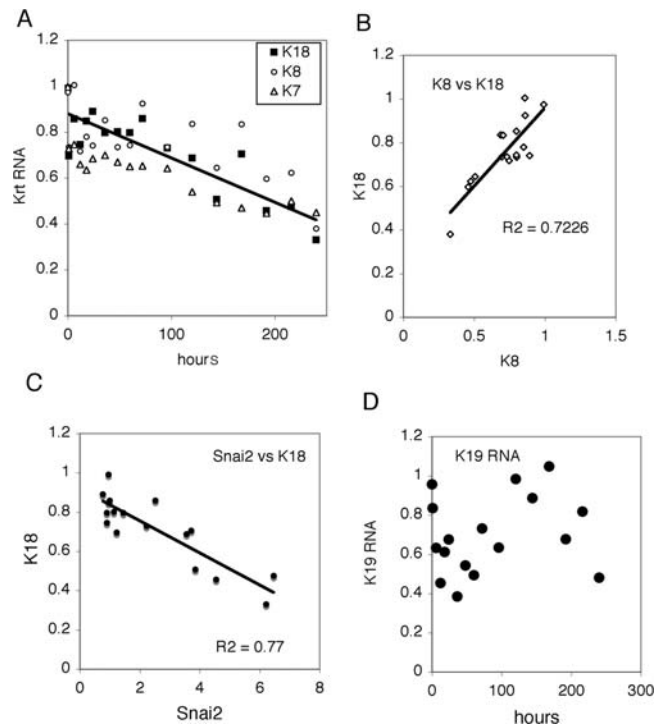 A
1.2
1
0.8
0.6
0.4
0.2
0
Krt RNA
K18
K8
K7
0 100 200
hours
B
1.2
1
0.8
0.6
0.4
0.2
0
K18
K8 vs K18
R2 = 0.7226
0 0.5 1 1.5
K8
C
1.2
1
0.8
0.6
0.4
0.2
0
K18
Snai2 vs K18
R2 = 0.77
0 2 4 6 8
Snai2
D
1.2
1
0.8
0.6
0.4
0.2
0
K19 RNA
K19 RNA
0 100 200 300
hours